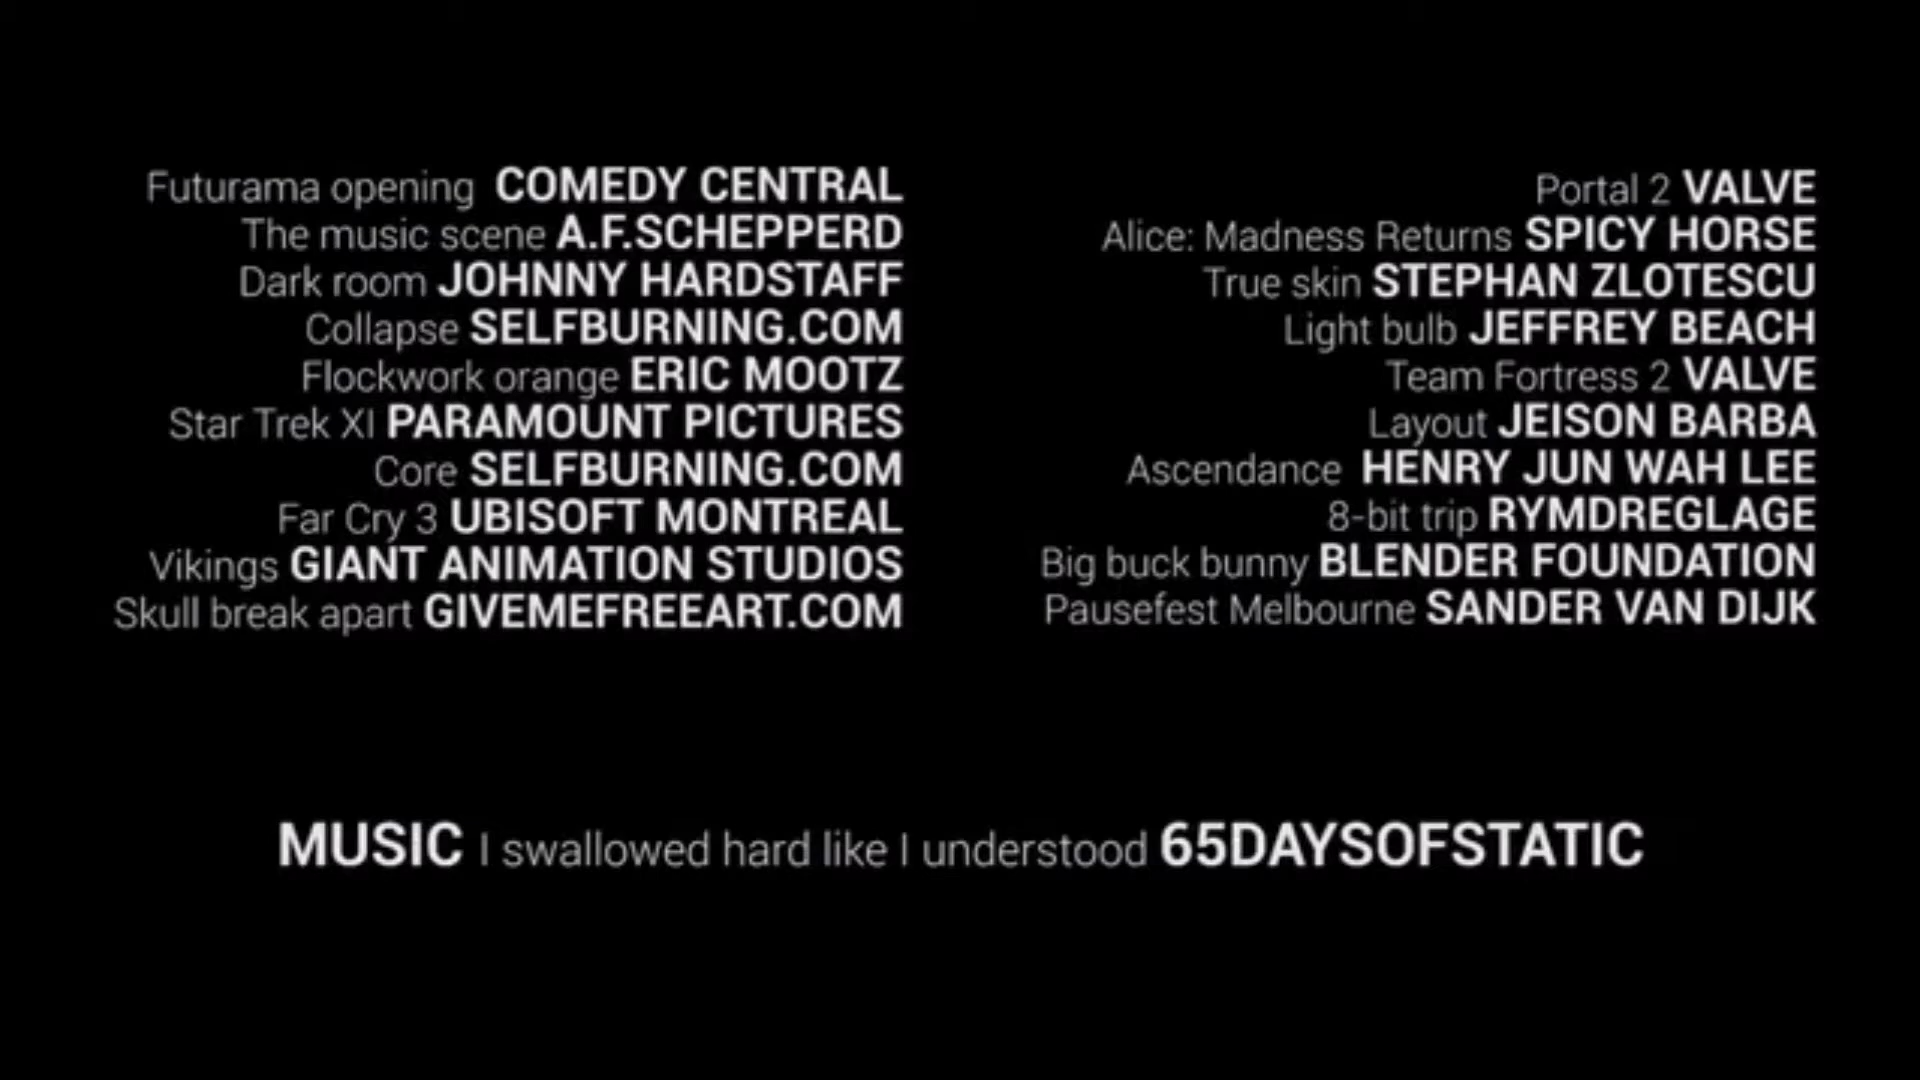 Futurama opening COMEDY CENTRAL
The music scene A.F.SCHEPPERD
Dark room JOHNNY HARDSTAFF
Collapse SELFBURNING.COM
Flockwork orange ERIC MOOTZ
Star Trek XI PARAMOUNT PICTURES
Core SELFBURNING.COM
Far Cry 3 UBISOFT MONTREAL
Vikings GIANT ANIMATION STUDIOS
Skull break apart GIVEMEFREEART.COM
Portal 2 VALVE
Alice: Madness Returns SPICY HORSE
True skin STEPHAN ZLOTESCU
Light bulb JEFFREY BEACH
Team Fortress 2 VALVE
Layout JEISON BARBA
Ascendance HENRY JUN WAH LEE
8-bit trip RYMDREGLAGE
Big buck bunny BLENDER FOUNDATION
Pausefest Melbourne SANDER VAN DIJK
MUSIC I swallowed hard like I understood 65DAYSOFSTATIC